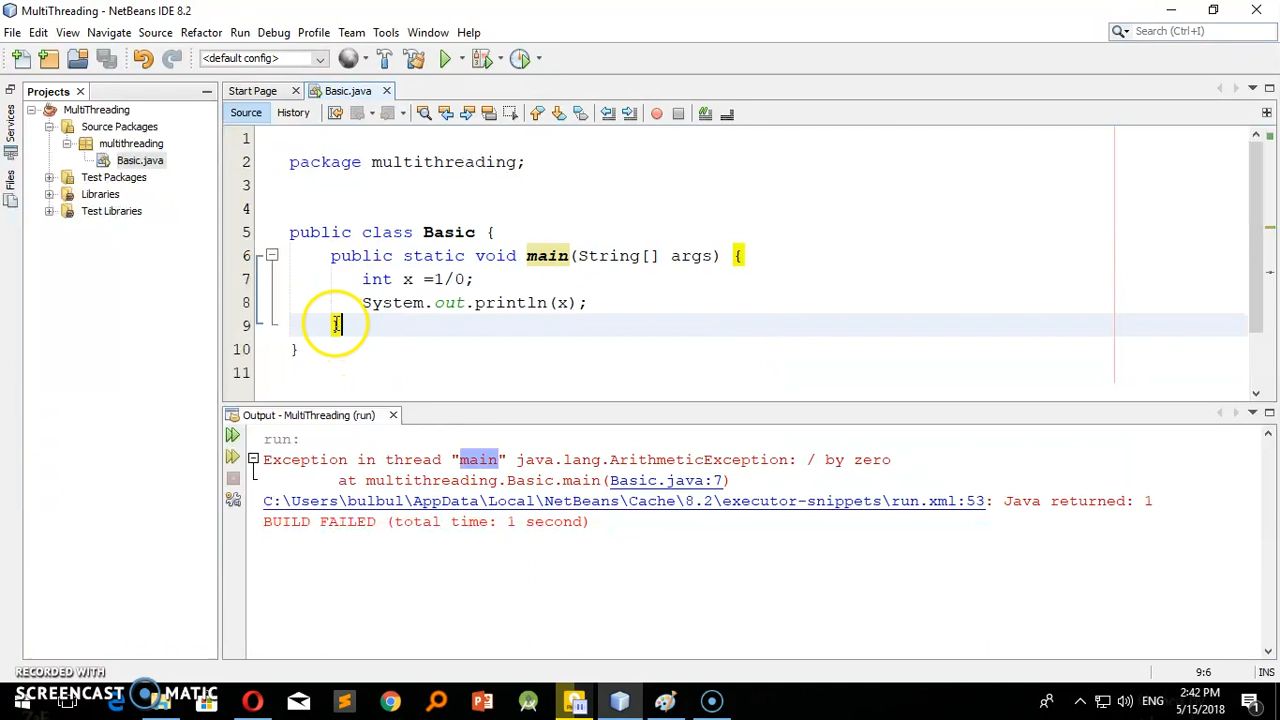 MultiThreading - NetBeans IDE 8.2
File Edit View Navigate Source Refactor Run Debug Profile Team Tools Window Help
Search (Ctrl+I)
<default config>
Projects
Start Page
Basic.java
Services
Files
MultiThreading
Source Packages
multithreading
Basic.java
Test Packages
Libraries
Test Libraries
Source History
1
2 package multithreading;
3
4
5 public class Basic {
6 public static void main(String[] args) {
7 int x =1/0;
8 System.out.println(x);
9 }
10 }
11
Output - MultiThreading (run)
run:
Exception in thread "main" java.lang.ArithmeticException: / by zero
at multithreading.Basic.main(Basic.java:7)
C:\Users\bulbul\AppData\Local\NetBeans\Cache\8.2\executor-snippets\run.xml:53: Java returned: 1
BUILD FAILED (total time: 1 second)
9:6 INS
RECORDED WITH
SCREENCAST MATIC
ENG
2:42 PM
5/15/2018
1